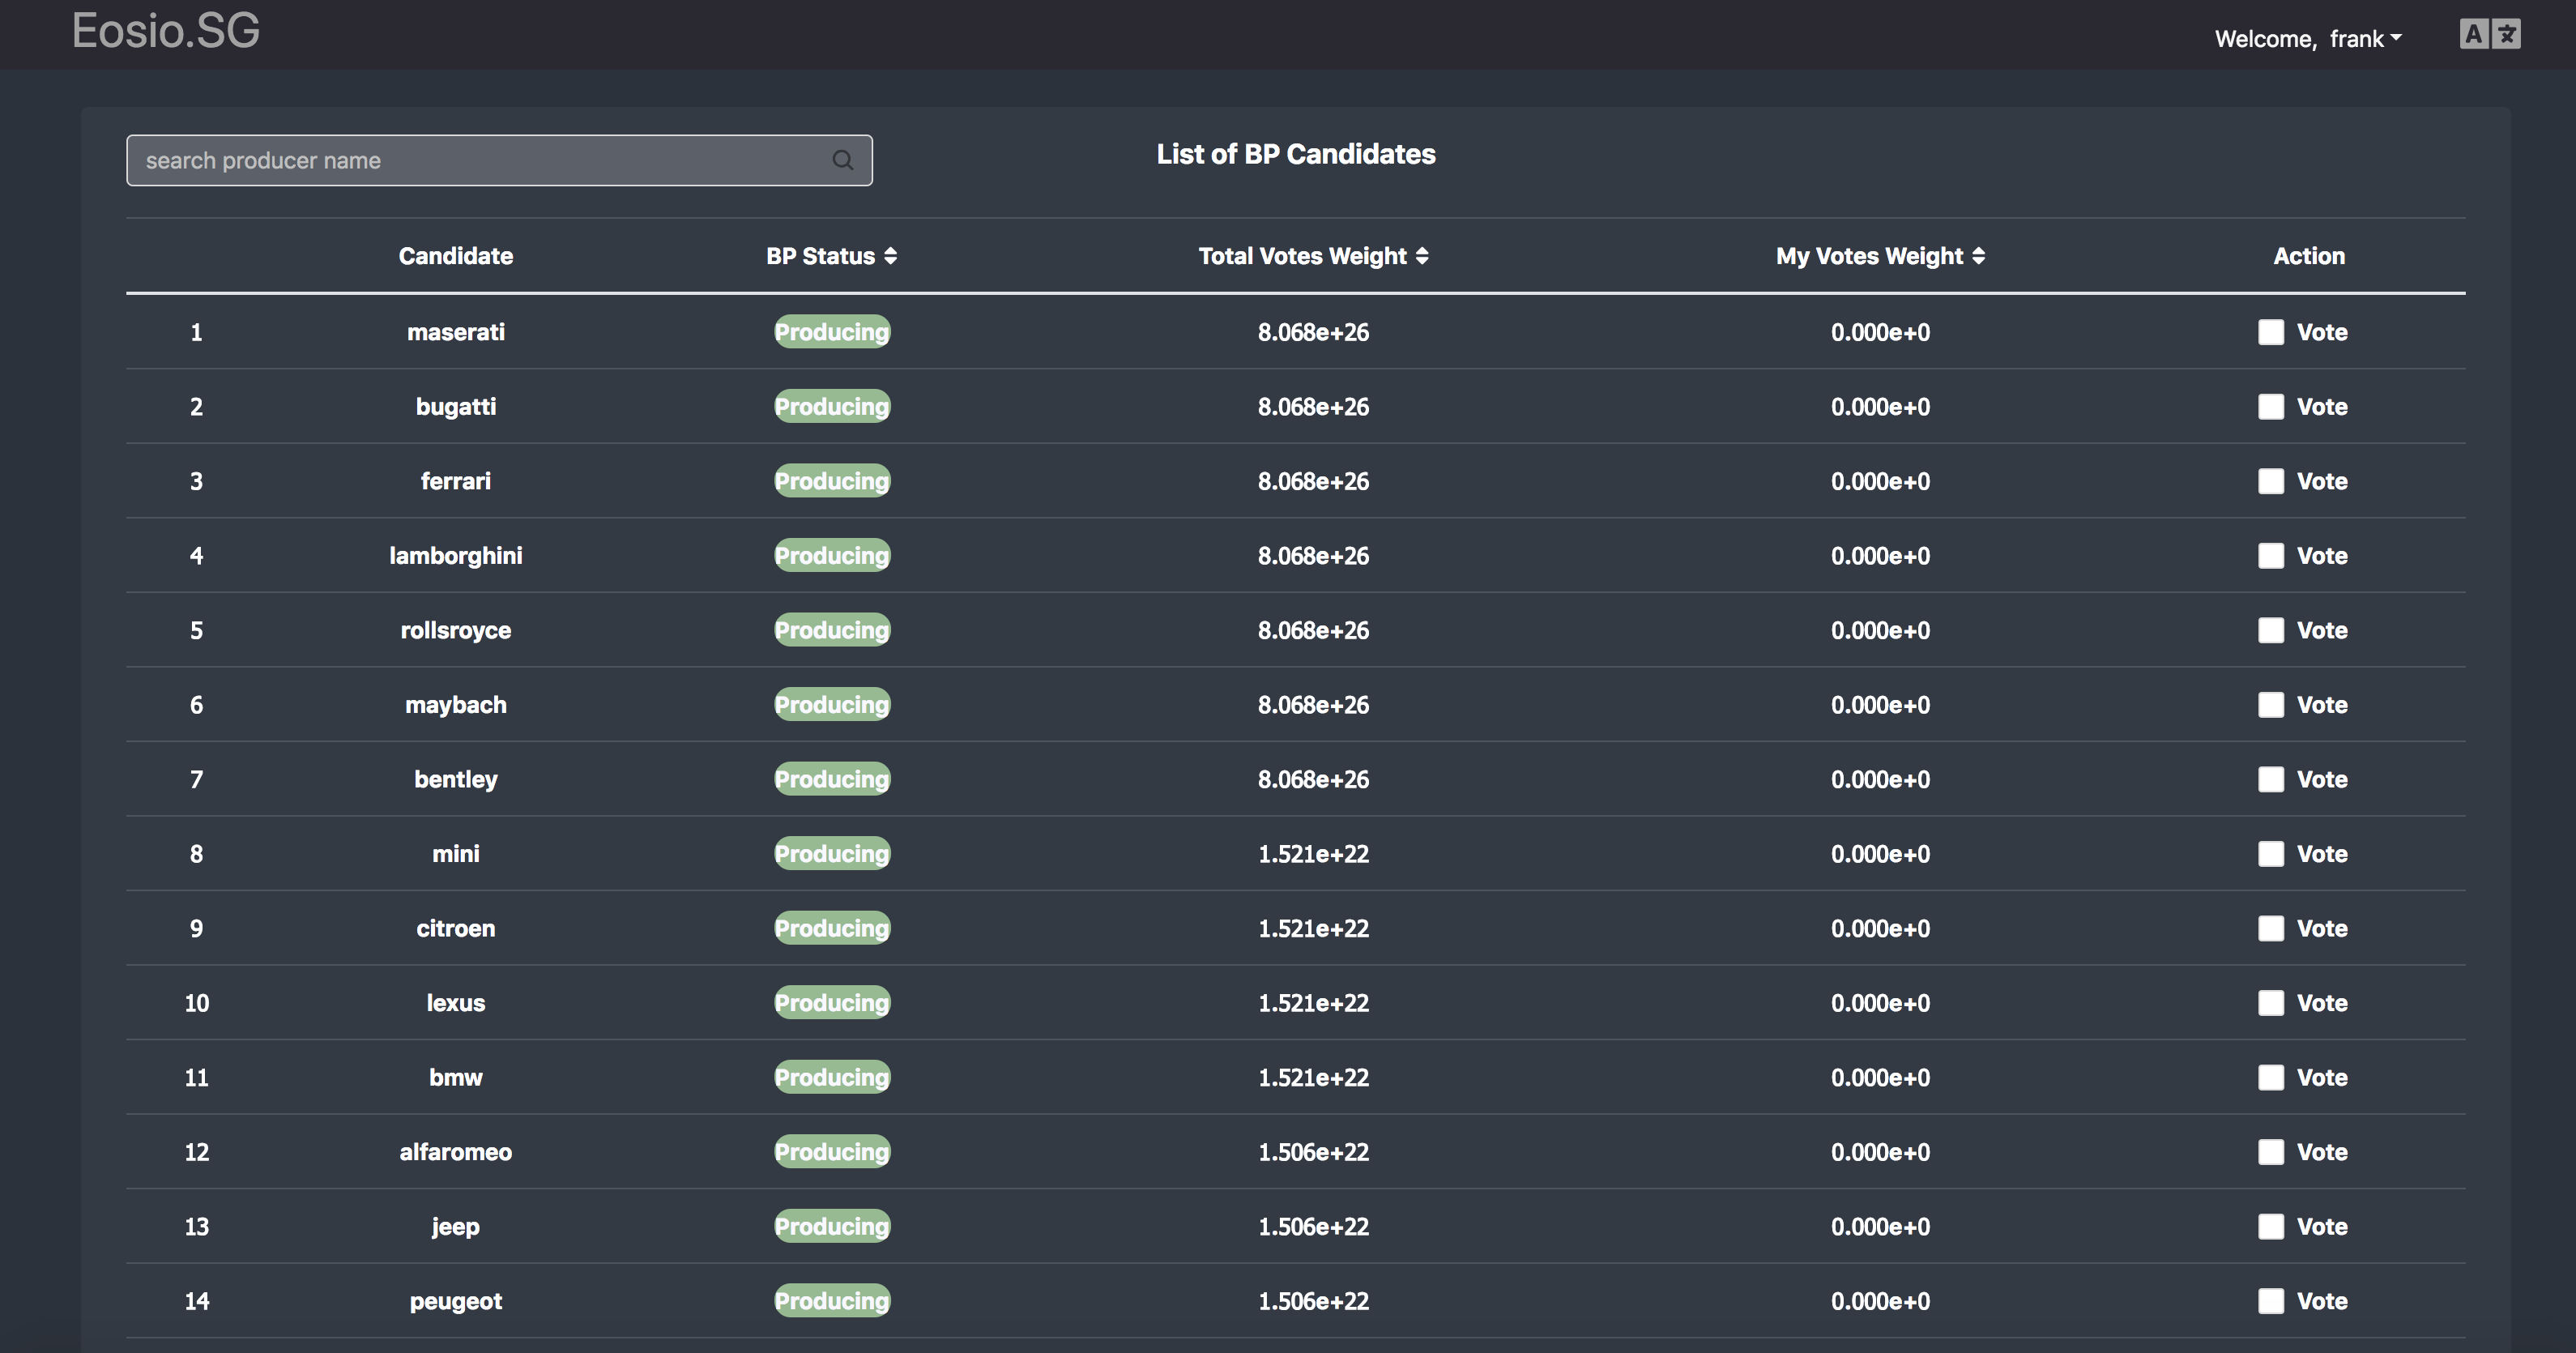 Eosio.SG
Welcome, frank
A 文
search producer name
List of BP Candidates
Candidate BP Status Total Votes Weight My Votes Weight Action
1 maserati Producing 8.068e+26 0.000e+0 Vote
2 bugatti Producing 8.068e+26 0.000e+0 Vote
3 ferrari Producing 8.068e+26 0.000e+0 Vote
4 lamborghini Producing 8.068e+26 0.000e+0 Vote
5 rollsroyce Producing 8.068e+26 0.000e+0 Vote
6 maybach Producing 8.068e+26 0.000e+0 Vote
7 bentley Producing 8.068e+26 0.000e+0 Vote
8 mini Producing 1.521e+22 0.000e+0 Vote
9 citroen Producing 1.521e+22 0.000e+0 Vote
10 lexus Producing 1.521e+22 0.000e+0 Vote
11 bmw Producing 1.521e+22 0.000e+0 Vote
12 alfaromeo Producing 1.506e+22 0.000e+0 Vote
13 jeep Producing 1.506e+22 0.000e+0 Vote
14 peugeot Producing 1.506e+22 0.000e+0 Vote